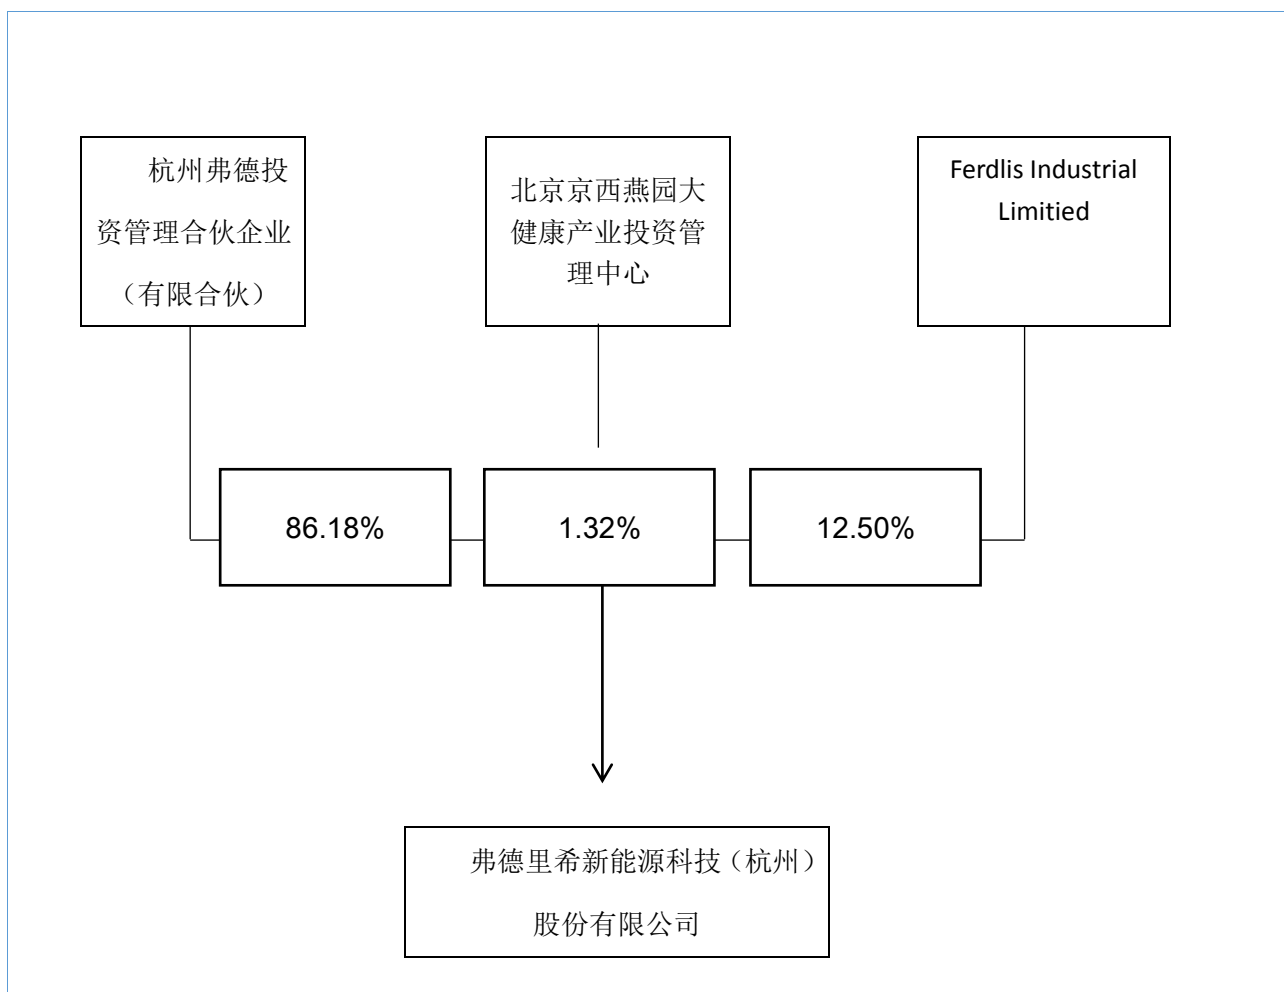 杭州弗德投
资管理合伙企业
（有限合伙）
北京京西燕园大
健康产业投资管
理中心
Ferdlis Industrial
Limitied
86.18%
1.32%
12.50%
弗德里希新能源科技（杭州）
股份有限公司